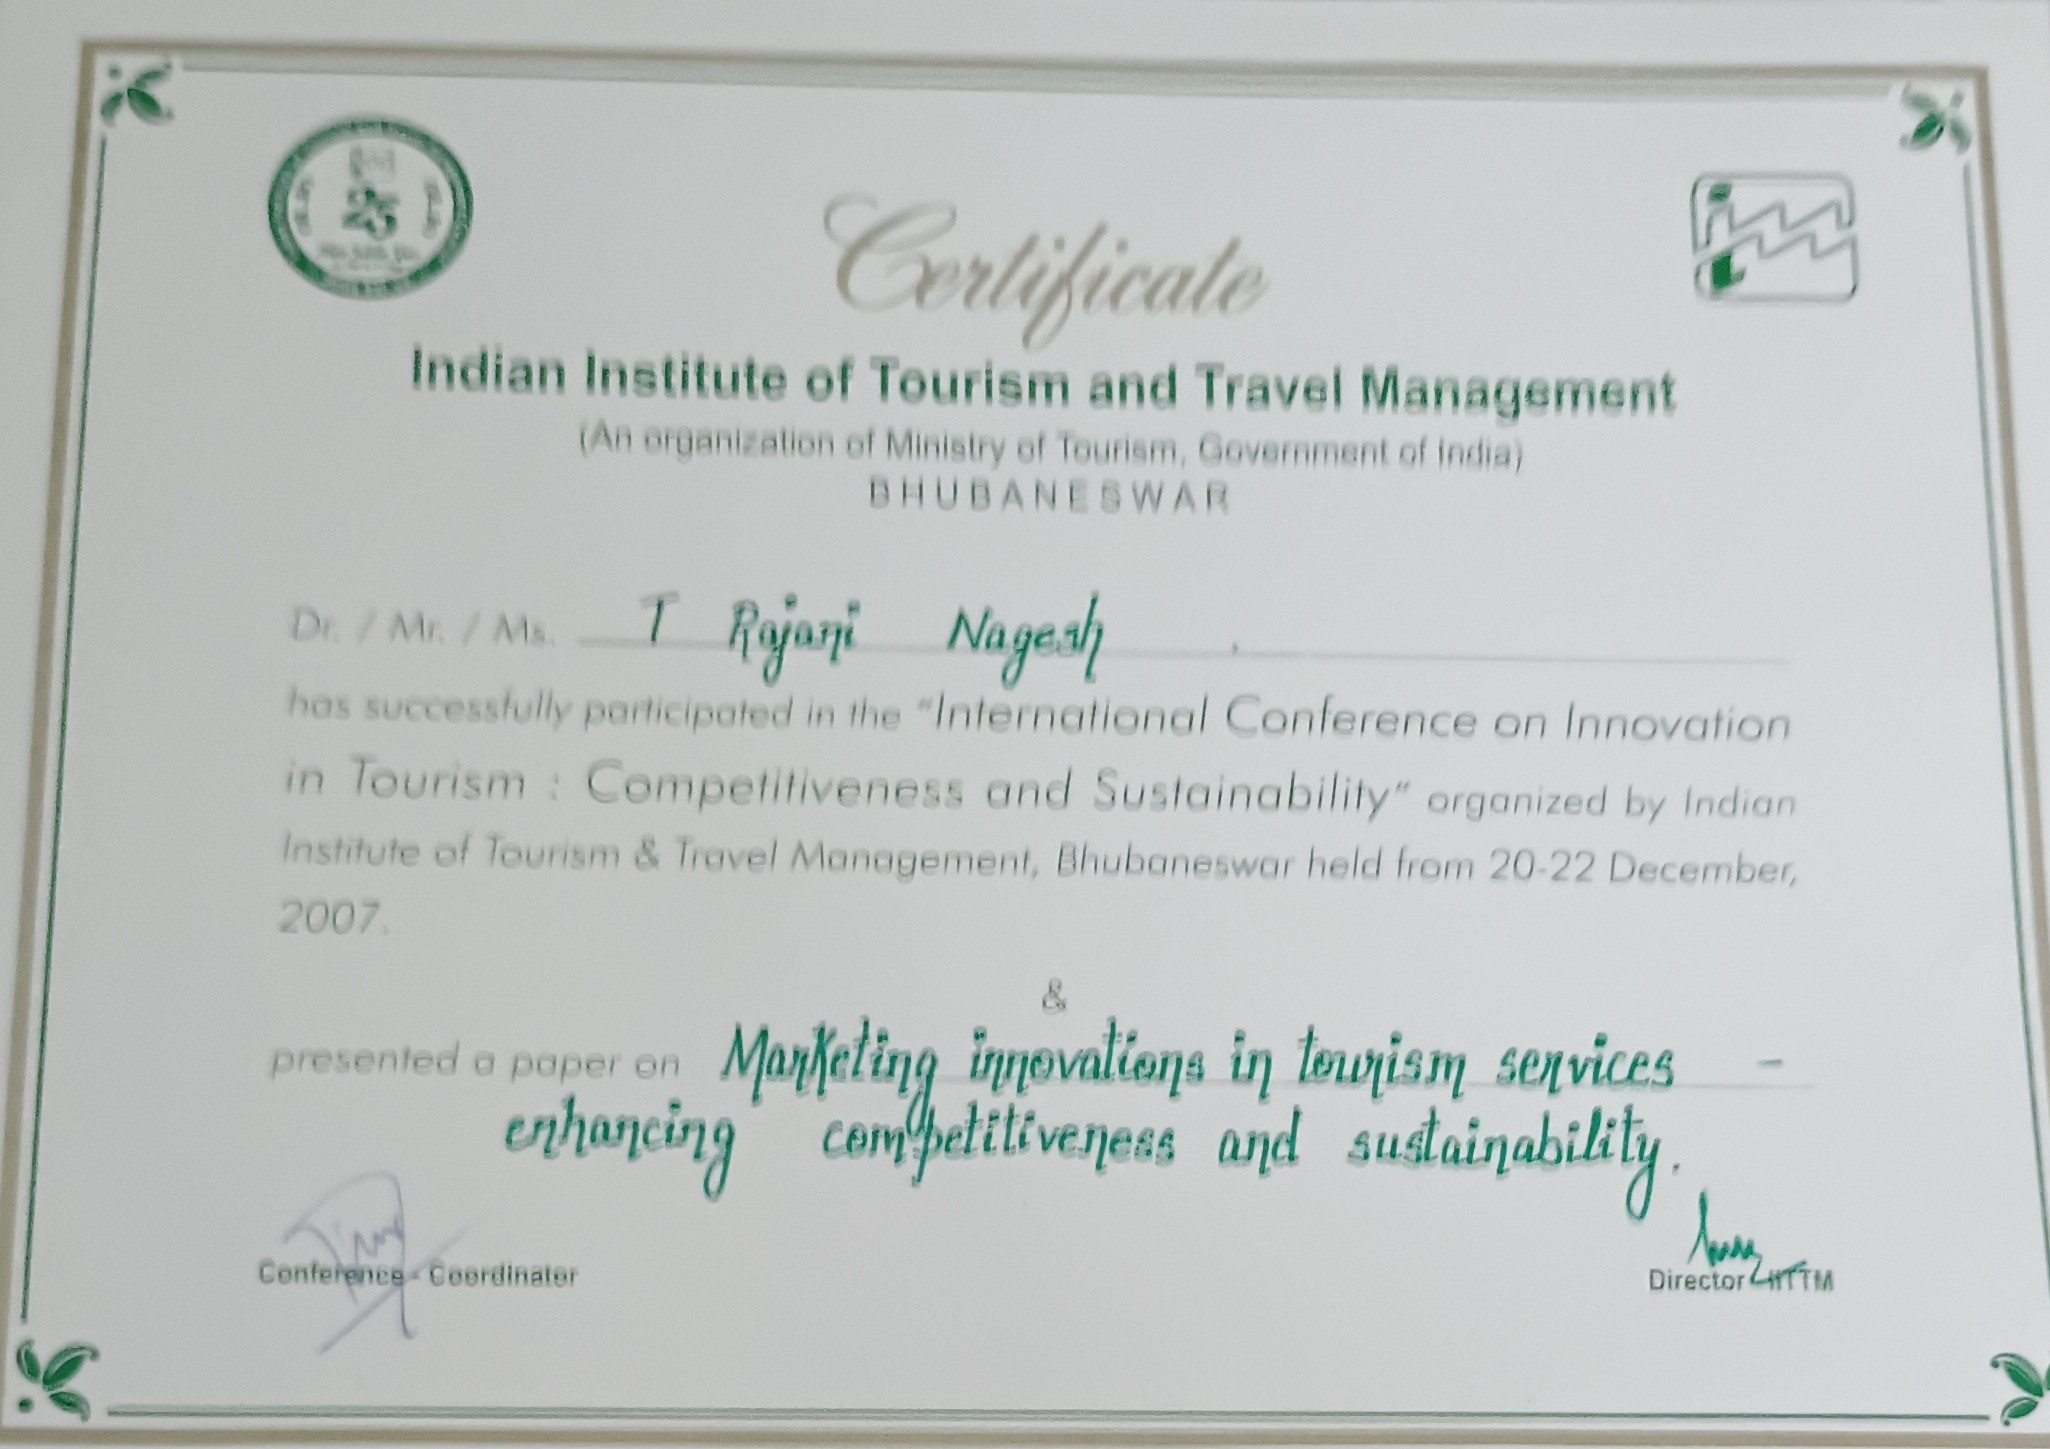 25
Certificate
Indian Institute of Tourism and Travel Management
(An organization of Ministry of Tourism, Government of India)
BHUBANESWAR
Dr. / Mr. / Ms. T Rajani Nagesh
has successfully participated in the "International Conference on Innovation
in Tourism : Competitiveness and Sustainability" organized by Indian
Institute of Tourism & Travel Management, Bhubaneswar held from 20-22 December,
2007.
&
presented a paper on Marketing innovations in tourism services -
enhancing competitiveness and sustainability.
Conference - Coordinator
Director IITTM